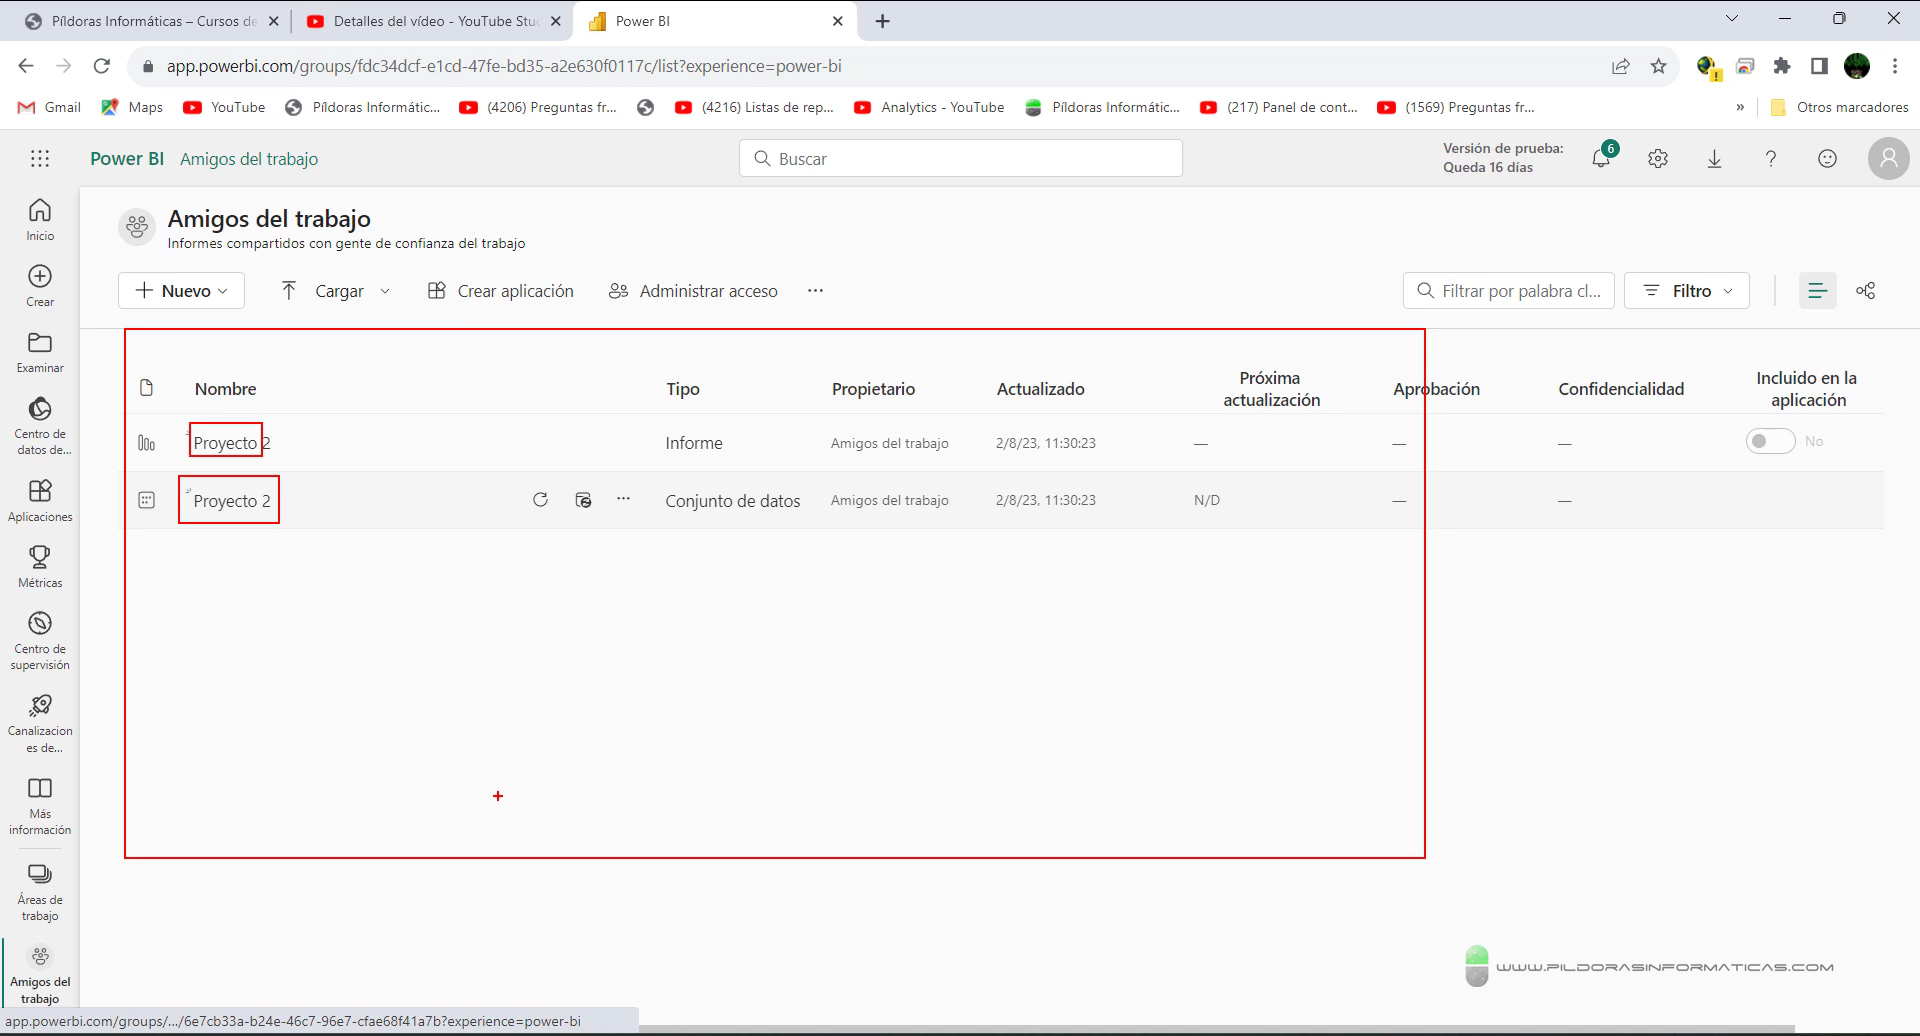 Píldoras Informáticas – Cursos de
Detalles del vídeo - YouTube Stu
Power BI
app.powerbi.com/groups/fdc34dcf-e1cd-47fe-bd35-a2e630f0117c/list?experience=power-bi
Gmail
Maps
YouTube
Píldoras Informátic...
(4206) Preguntas fr...
(4216) Listas de rep...
Analytics - YouTube
Píldoras Informátic...
(217) Panel de cont...
(1569) Preguntas fr...
»
Otros marcadores
Power BI
Amigos del trabajo
Buscar
Versión de prueba:
Queda 16 días
6
Inicio
Crear
Examinar
Centro de
datos de...
Aplicaciones
Métricas
Centro de
supervisión
Canalizacion
es de...
Más
información
Áreas de
trabajo
Amigos del
trabajo
Amigos del trabajo
Informes compartidos con gente de confianza del trabajo
Nuevo
Cargar
Crear aplicación
Administrar acceso
...
Filtrar por palabra cl...
Filtro
Nombre
Tipo
Propietario
Actualizado
Próxima
actualización
Aprobación
Confidencialidad
Incluido en la
aplicación
Proyecto 2
Informe
Amigos del trabajo
2/8/23, 11:30:23
—
—
—
No
Proyecto 2
...
Conjunto de datos
Amigos del trabajo
2/8/23, 11:30:23
N/D
—
—
WWW.PILDORASINFORMATICAS.COM
app.powerbi.com/groups/.../6e7cb33a-b24e-46c7-96e7-cfae68f41a7b?experience=power-bi